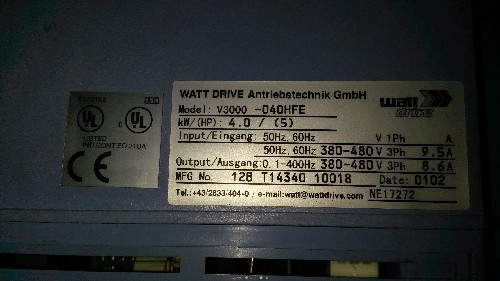 WATT DRIVE Antriebstechnik GmbH
Model: V3000 -040HFE
kW/(HP): 4.0 / (5)
Input/Eingang: 50Hz, 60Hz V 1Ph A
50Hz, 60Hz 380-480 V 3Ph 9.5A
Output/Ausgang: 0.1-400Hz 380-480 V 3Ph 8.6A
MFG No. 12B T14340 10018 Date: 0102
Tel.:+43/2633/404-0 / e-mail:watt@wattdrive.com NE17272
watt
drive
UL
c UL
LISTED
CE